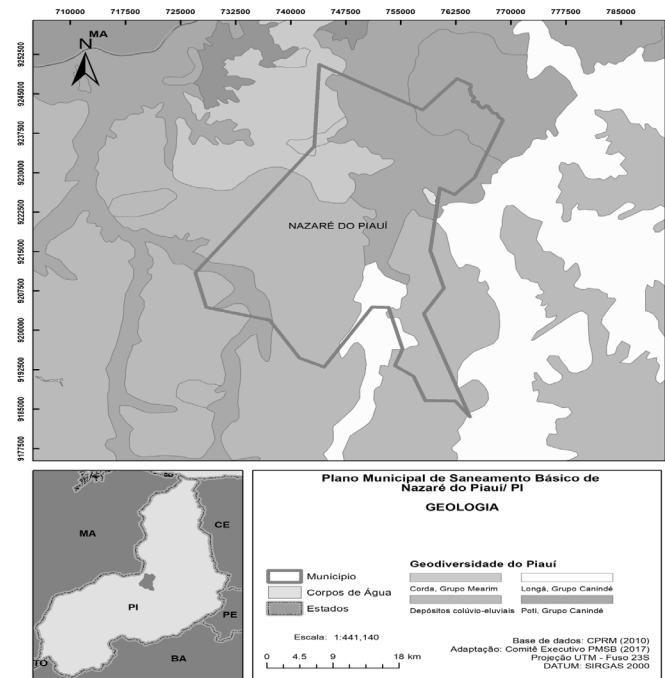 710000 717500 725000 732500 740000 747500 755000 762500 770000 777500 785000
MA
N
9252500
9245000
9237500
9230000
9222500
9215000
9207500
9200000
9192500
9185000
9177500
NAZARÉ DO PIAUÍ
MA
CE
PI
PE
TO
BA
Plano Municipal de Saneamento Básico de
Nazaré do Piauí/ PI
GEOLOGIA
Município
Corpos de Água
Estados
Geodiversidade do Piauí
Corda, Grupo Mearim Longá, Grupo Canindé
Depósitos colúvio-eluviais Poti, Grupo Canindé
Escala: 1:441,140
0 4.5 9 18 km
Base de dados: CPRM (2010)
Adaptação: Comitê Executivo PMSB (2017)
Projeção UTM - Fuso 23S
DATUM: SIRGAS 2000